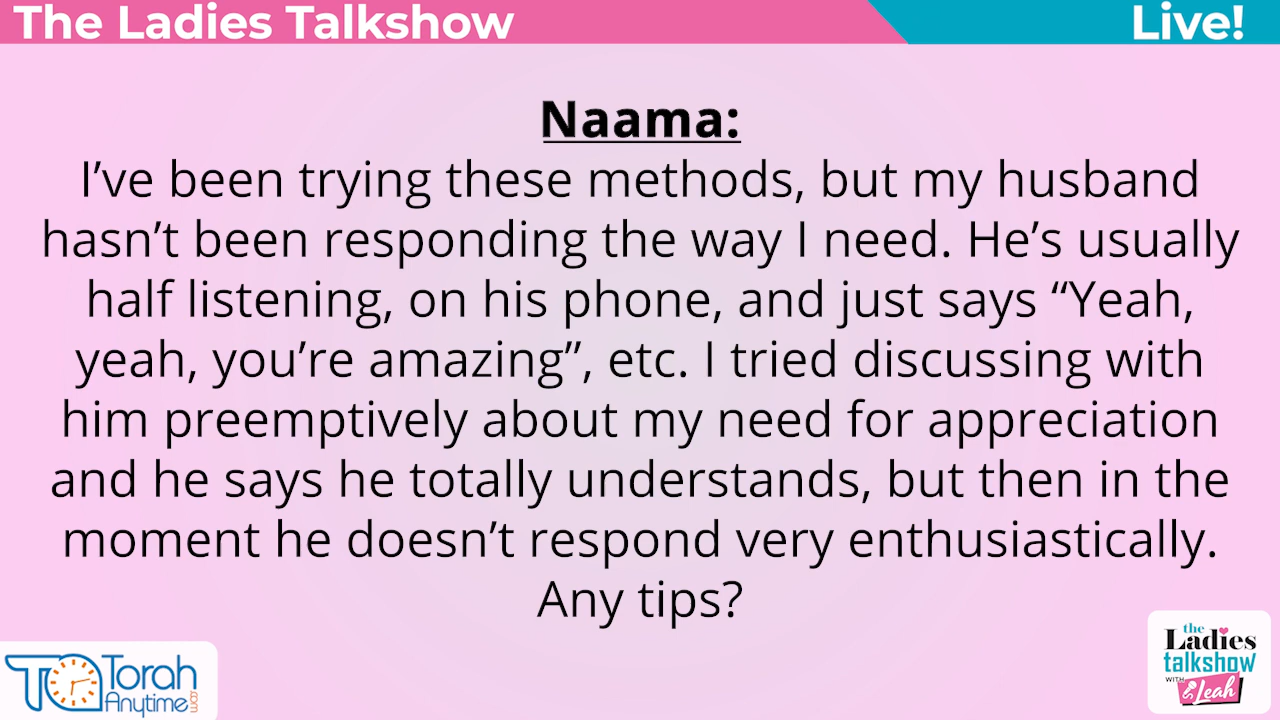 The Ladies Talkshow
Live!
Naama:
I’ve been trying these methods, but my husband
hasn’t been responding the way I need. He’s usually
half listening, on his phone, and just says “Yeah,
yeah, you’re amazing”, etc. I tried discussing with
him preemptively about my need for appreciation
and he says he totally understands, but then in the
moment he doesn’t respond very enthusiastically.
Any tips?
TA Torah
Anytime.com
the
Ladies
talkshow
WITH
Leah